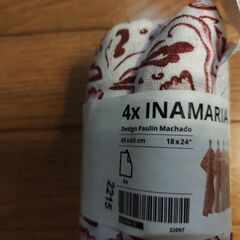 4x INAMARIA
Design Paulin Machado
45x60 cm 18x24"
4x
2215
22097